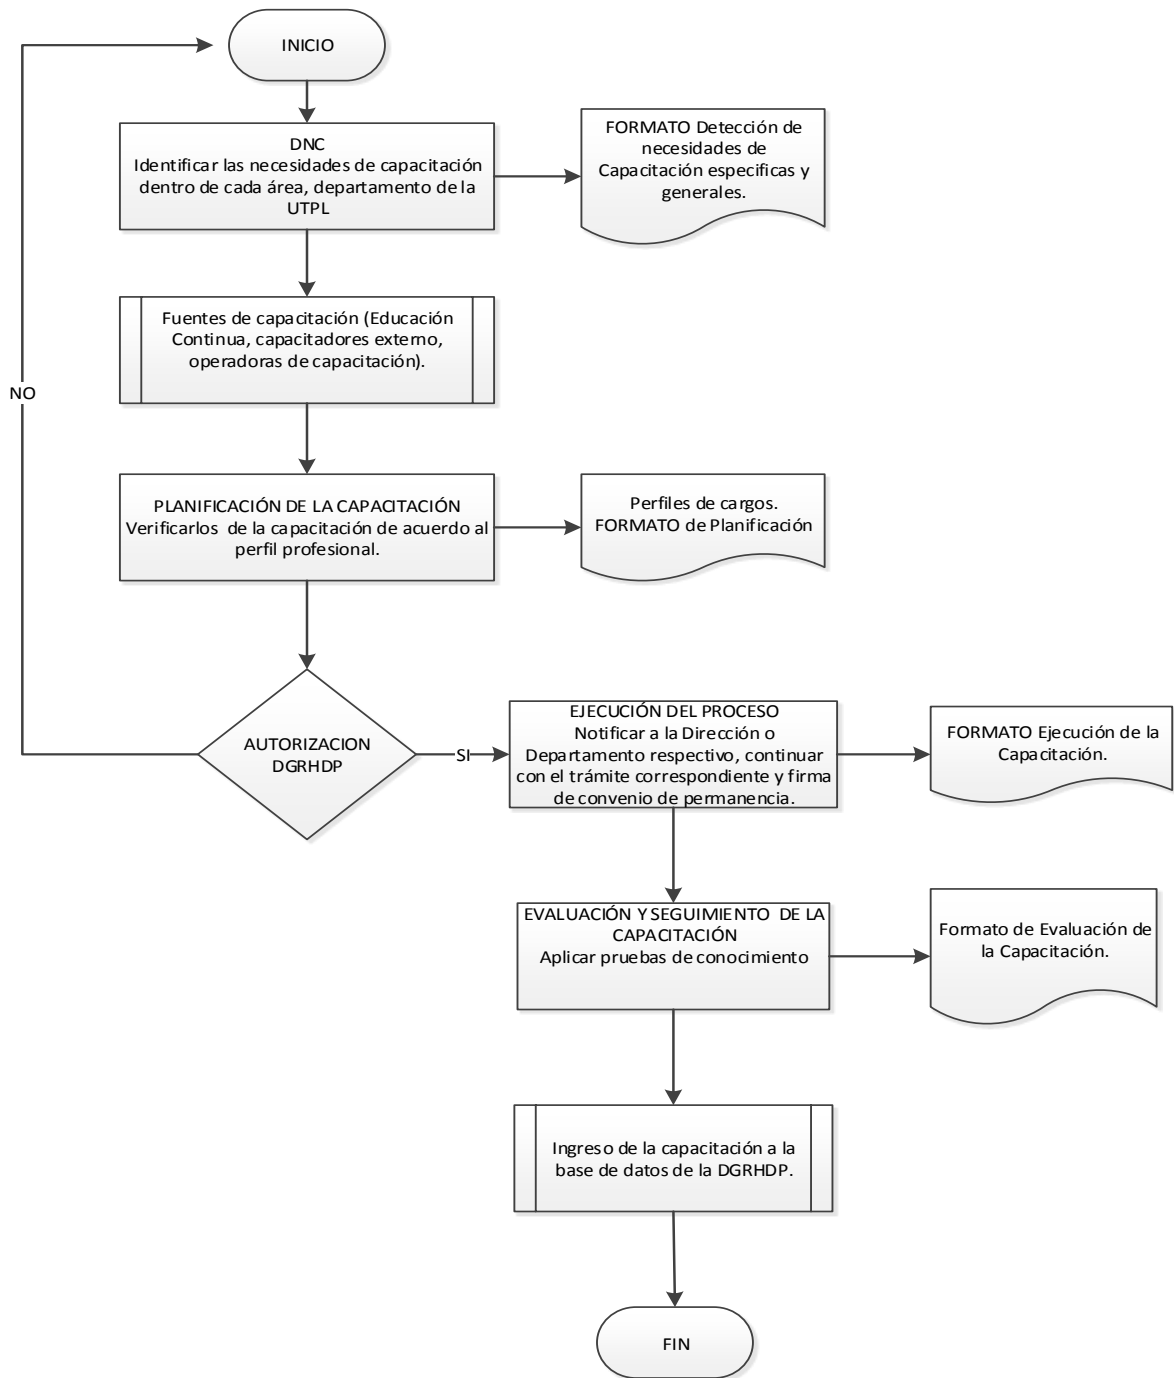 INICIO
DNC
Identificar las necesidades de capacitación
dentro de cada área, departamento de la
UTPL
FORMATO Detección de
necesidades de
Capacitación especificas y
generales.
Fuentes de capacitación (Educación
Continua, capacitadores externo,
operadoras de capacitación).
NO
PLANIFICACIÓN DE LA CAPACITACIÓN
Verificarlos  de la capacitación de acuerdo al
perfil profesional.
Perfiles de cargos.
FORMATO de Planificación
AUTORIZACION
DGRHDP
SI
EJECUCIÓN DEL PROCESO
Notificar a la Dirección o
Departamento respectivo, continuar
con el trámite correspondiente y firma
de convenio de permanencia.
FORMATO Ejecución de la
Capacitación.
EVALUACIÓN Y SEGUIMIENTO  DE LA
CAPACITACIÓN
Aplicar pruebas de conocimiento
Formato de Evaluación de
la Capacitación.
Ingreso de la capacitación a la
base de datos de la DGRHDP.
FIN